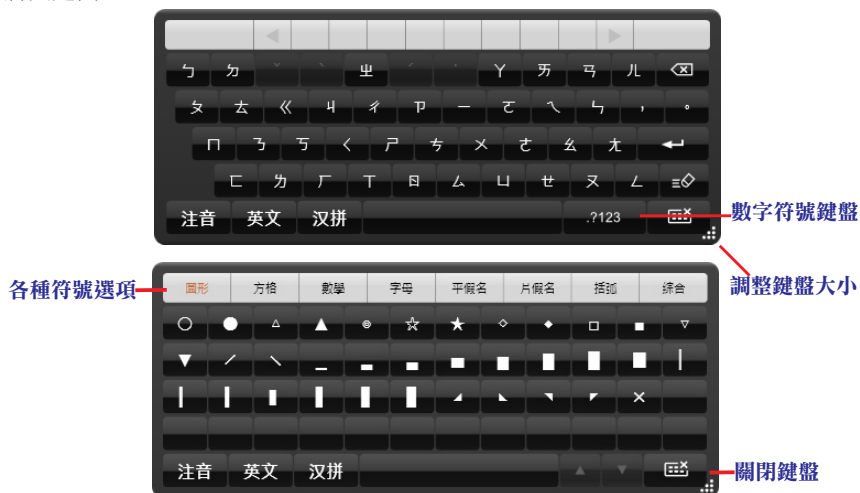 ㄅ ㄉ ˇ ˋ ㄓ ˊ ˙ ㄚ ㄞ ㄢ ㄦ
ㄆ ㄊ ㄍ ㄐ ㄔ ㄗ ㄧ ㄛ ㄟ ㄣ ， 。
ㄇ ㄋ ㄎ ㄑ ㄕ ㄘ ㄨ ㄜ ㄠ ㄤ
ㄈ ㄌ ㄏ ㄒ ㄖ ㄙ ㄩ ㄝ ㄡ ㄥ
注音 英文 汉拼 .?123
數字符號鍵盤
調整鍵盤大小
各種符號選項
圖形 方格 數學 字母 平假名 片假名 括弧 綜合
○ ● △ ▲ ◎ ☆ ★ ◇ ◆ □ ■ ▽
▼ ╱ ╲ ▁ ▂ ▃ ▄ ▅ ▆ ▇ █ ▏
▎ ▍ ▌ ▋ ▊ ▉ ◢ ◣ ◥ ◤ ×
注音 英文 汉拼 ▲ ▼
關閉鍵盤